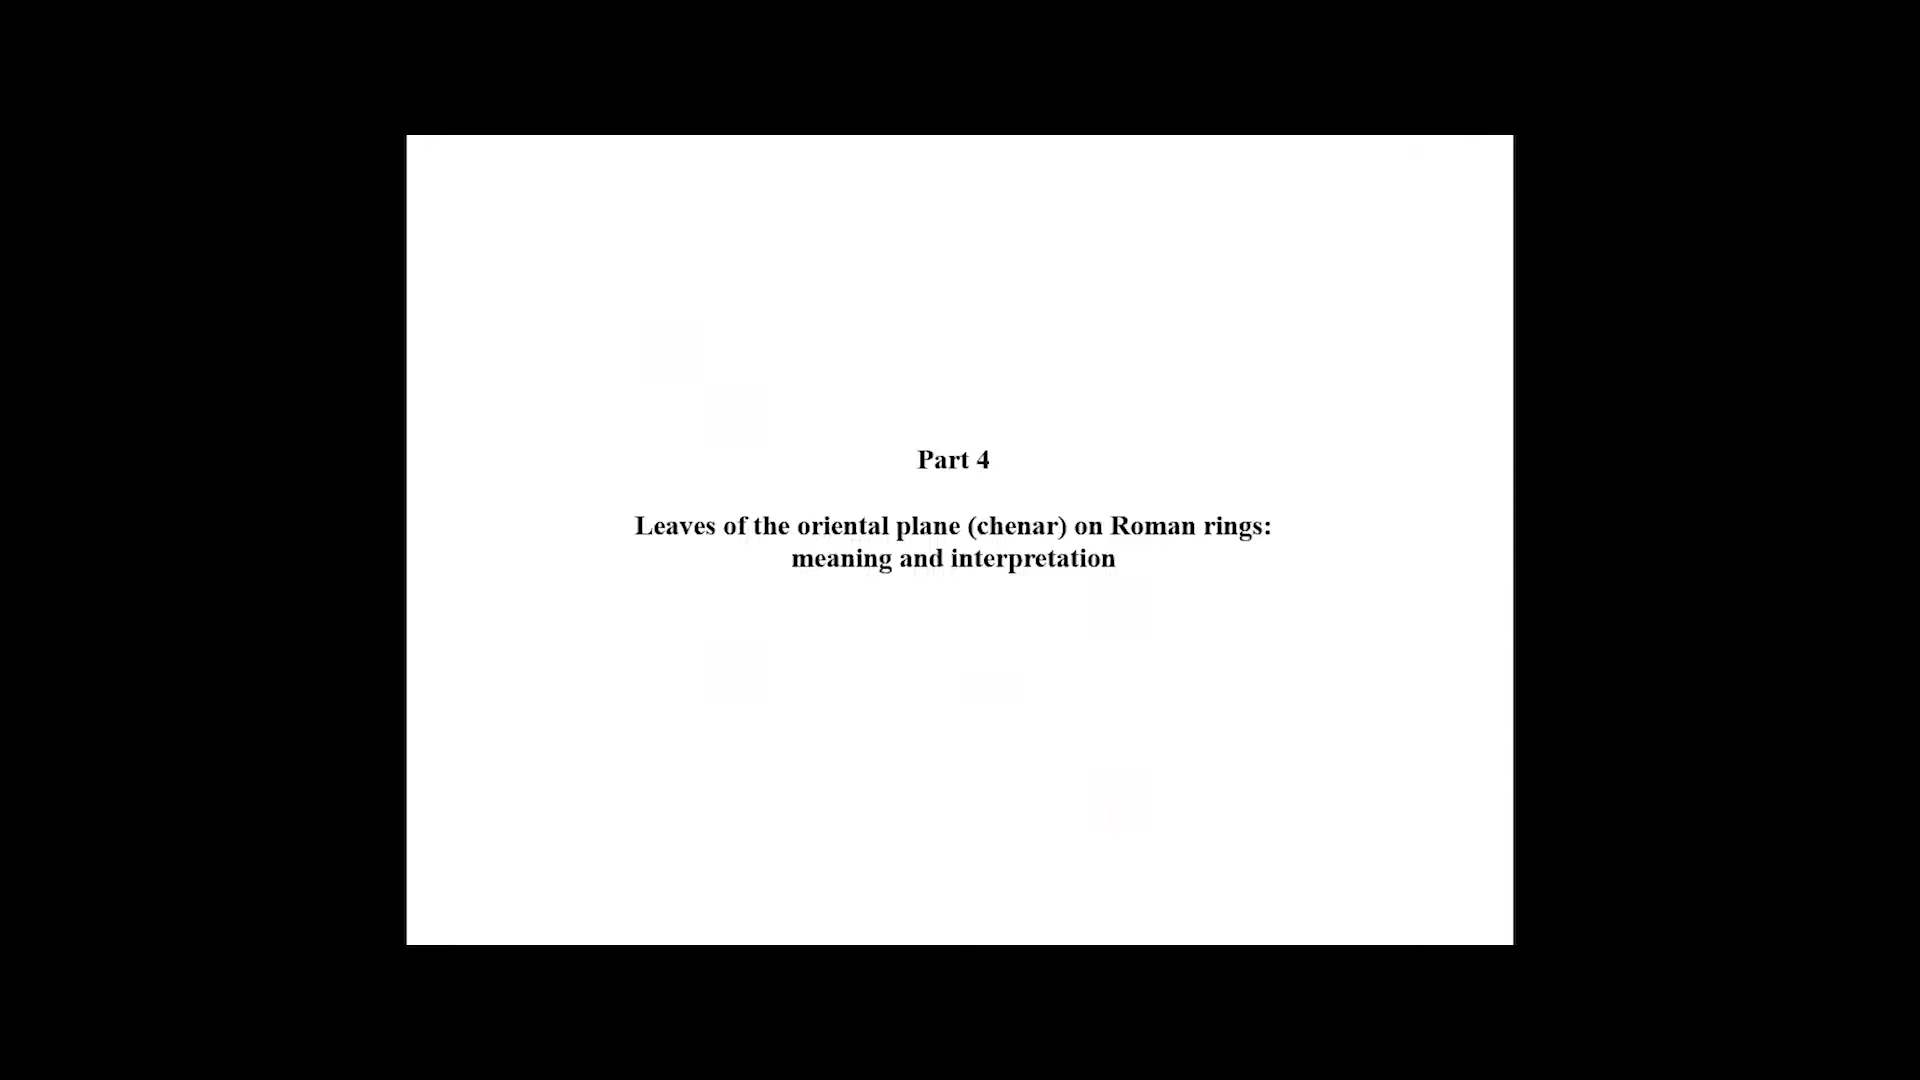 Part 4
Leaves of the oriental plane (chenar) on Roman rings:
meaning and interpretation